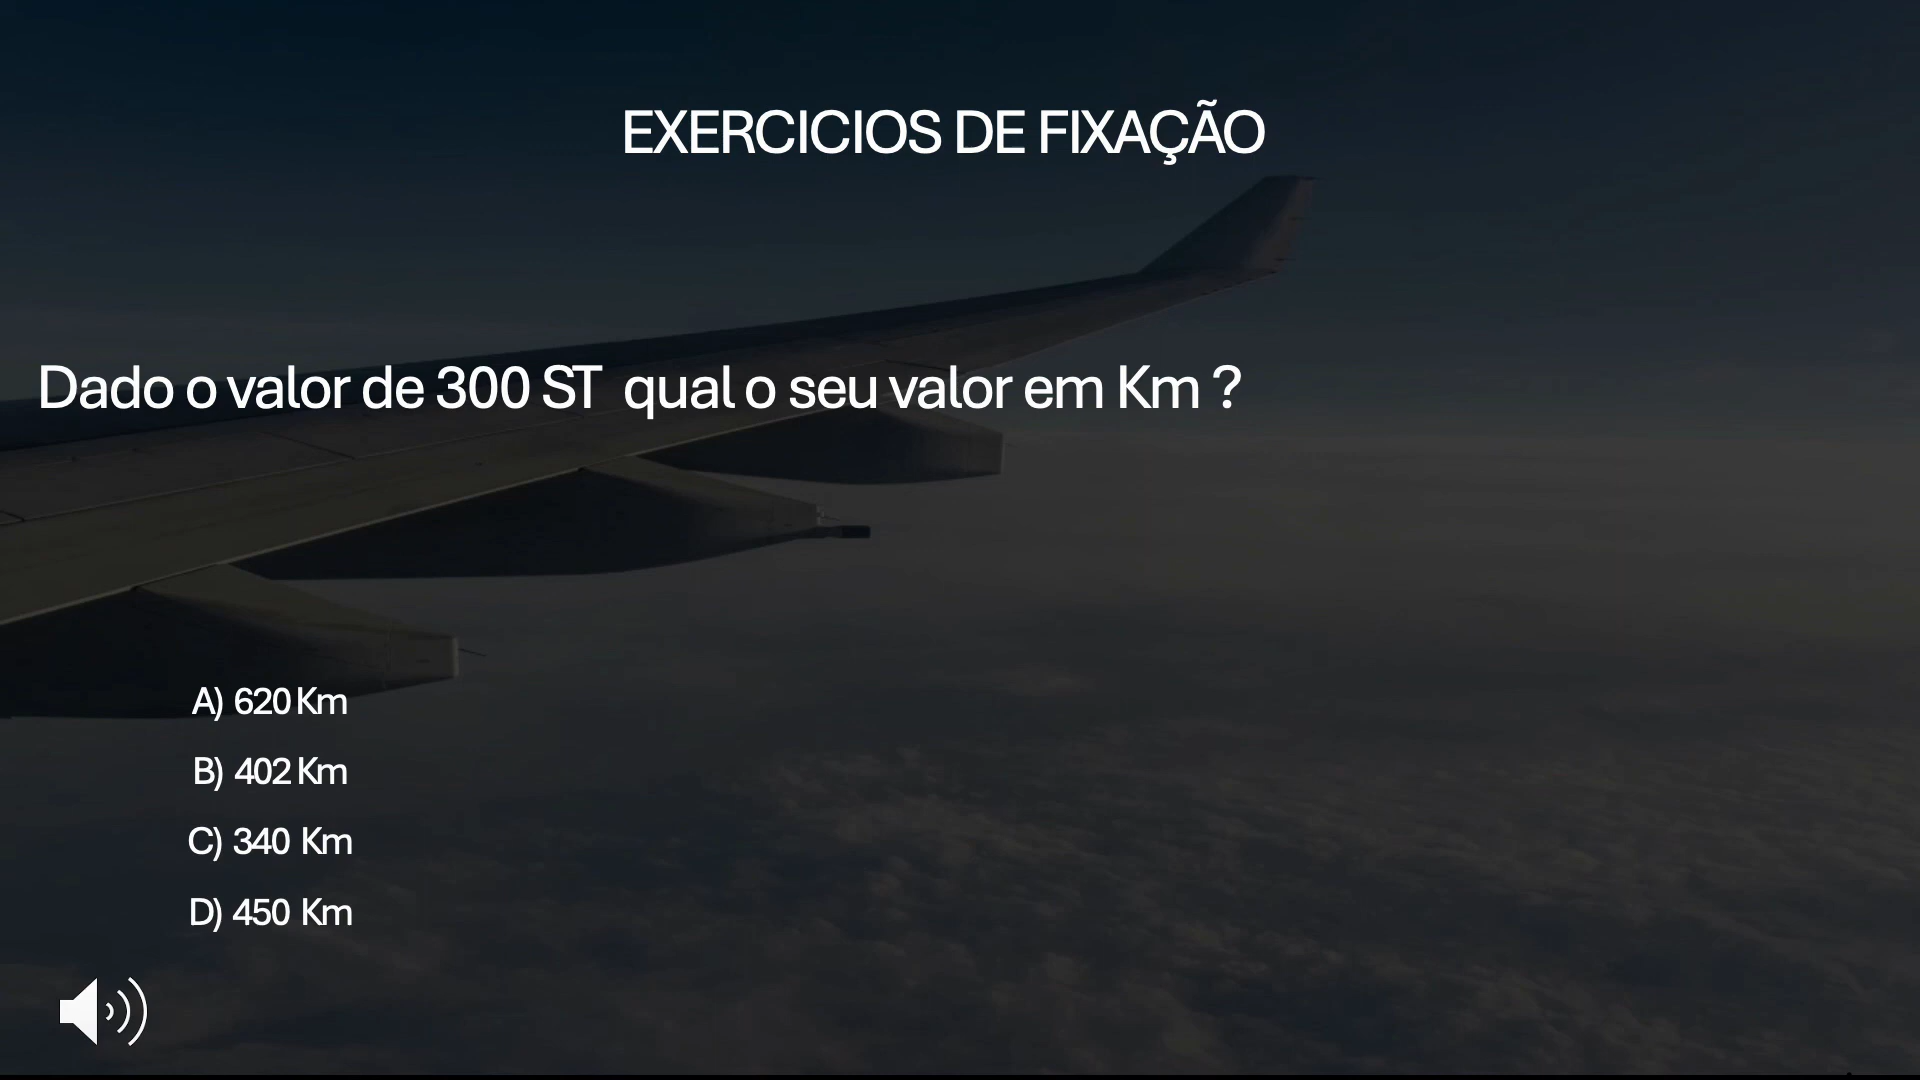 EXERCICIOS DE FIXAÇÃO
Dado o valor de 300 ST qual o seu valor em Km ?
A) 620 Km
B) 402 Km
C) 340 Km
D) 450 Km